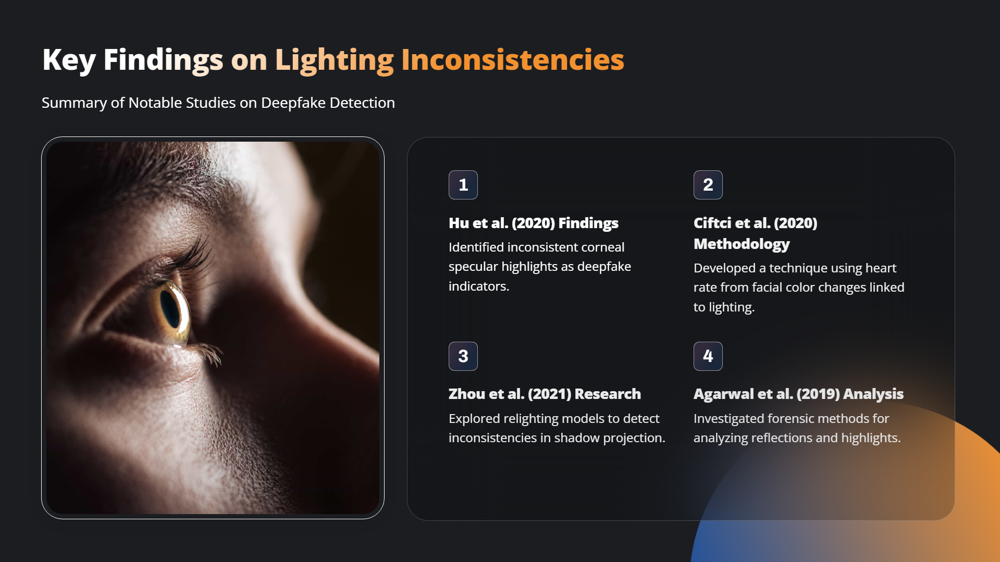 Key Findings on Lighting Inconsistencies
Summary of Notable Studies on Deepfake Detection
1
Hu et al. (2020) Findings
Identified inconsistent corneal
specular highlights as deepfake
indicators.
2
Ciftci et al. (2020)
Methodology
Developed a technique using heart
rate from facial color changes linked
to lighting.
3
Zhou et al. (2021) Research
Explored relighting models to detect
inconsistencies in shadow projection.
4
Agarwal et al. (2019) Analysis
Investigated forensic methods for
analyzing reflections and highlights.